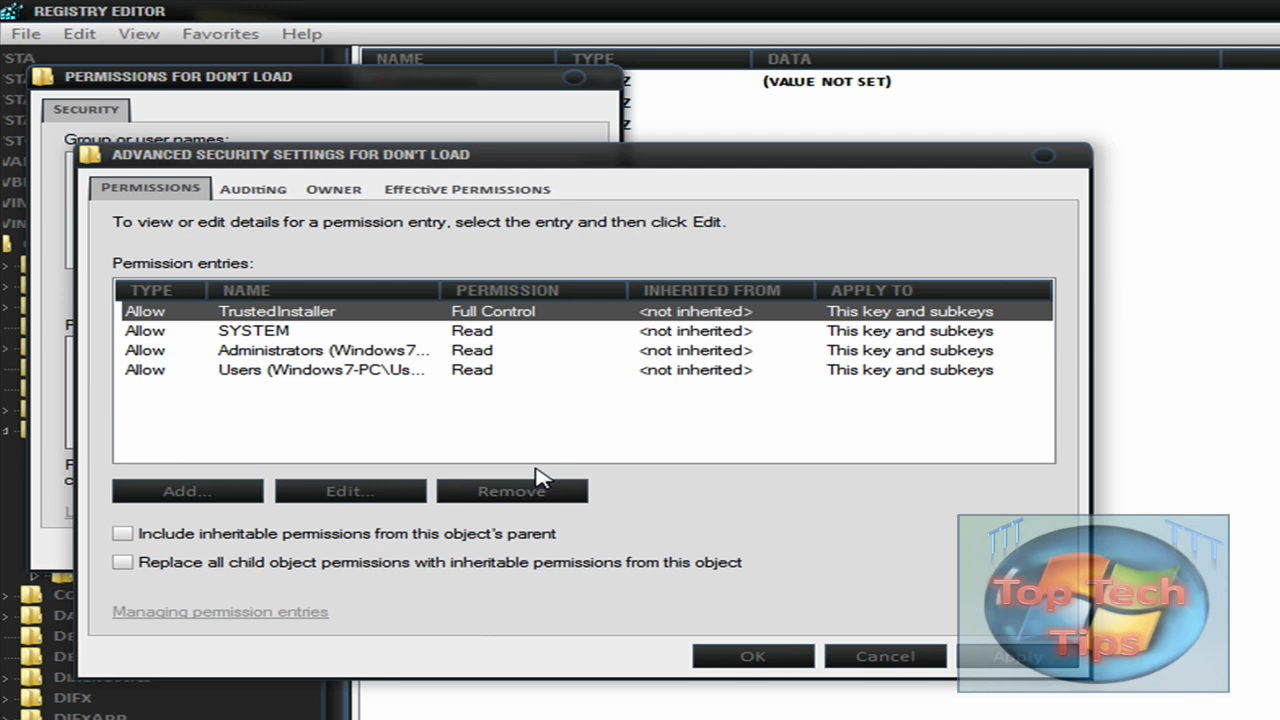 REGISTRY EDITOR
File Edit View Favorites Help
NAME TYPE DATA
PERMISSIONS FOR DON'T LOAD
(VALUE NOT SET)
SECURITY
Group or user names:
ADVANCED SECURITY SETTINGS FOR DON'T LOAD
PERMISSIONS AUDITING OWNER EFFECTIVE PERMISSIONS
To view or edit details for a permission entry, select the entry and then click Edit.
Permission entries:
TYPE NAME PERMISSION INHERITED FROM APPLY TO
Allow TrustedInstaller Full Control <not inherited> This key and subkeys
Allow SYSTEM Read <not inherited> This key and subkeys
Allow Administrators (Windows7... Read <not inherited> This key and subkeys
Allow Users (Windows7-PC\Us... Read <not inherited> This key and subkeys
Add... Edit... Remove
Include inheritable permissions from this object's parent
Replace all child object permissions with inheritable permissions from this object
Managing permission entries
OK Cancel Apply
Top Tech
Tips
DIFX
DIFXAPP